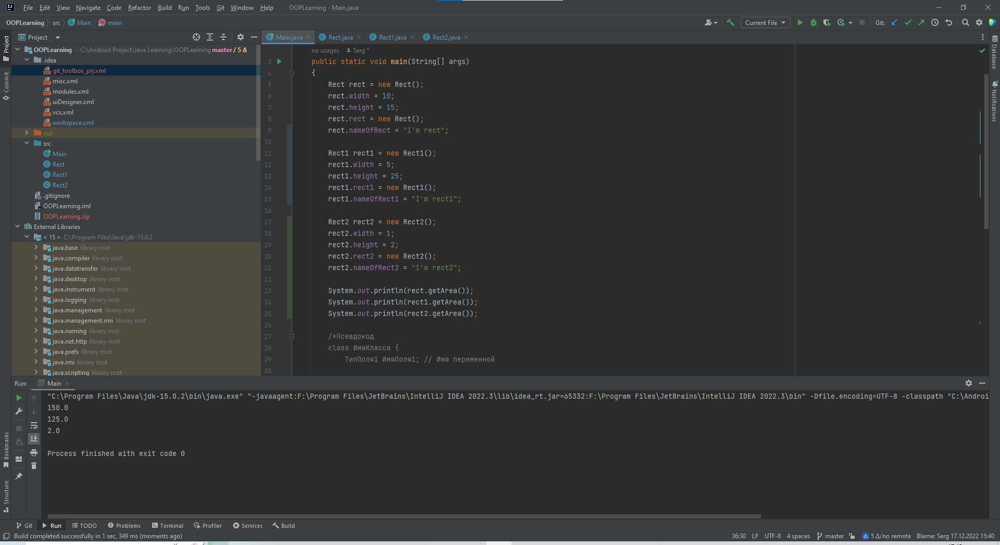 File Edit View Navigate Code Refactor Build Run Tools Git Window Help OOPLearning - Main.java
OOPLearning src Main main Current File Git:
Project
Main.java Rect.java Rect1.java Rect2.java
OOPLearning - C:\Android Project\Java Learning\OOPLearning master / 5 Δ
.idea
git_toolbox_prj.xml
misc.xml
modules.xml
uiDesigner.xml
vcs.xml
workspace.xml
out
src
Main
Rect
Rect1
Rect2
.gitignore
OOPLearning.iml
OOPLearning.zip
External Libraries
< 15 > C:\Program Files\Java\jdk-15.0.2
java.base library root
java.compiler library root
java.datatransfer library root
java.desktop library root
java.instrument library root
java.logging library root
java.management library root
java.management.rmi library root
java.naming library root
java.net.http library root
java.prefs library root
java.rmi library root
java.scripting library root
no usages Serg *
3 public static void main(String[] args)
4 {
5 Rect rect = new Rect();
6 rect.width = 10;
7 rect.height = 15;
8 rect.rect = new Rect();
9 rect.nameOfRect = "I'm rect";
10
11 Rect1 rect1 = new Rect1();
12 rect1.width = 5;
13 rect1.height = 25;
14 rect1.rect1 = new Rect1();
15 rect1.nameOfRect1 = "I'm rect1";
16
17 Rect2 rect2 = new Rect2();
18 rect2.width = 1;
19 rect2.height = 2;
20 rect2.rect2 = new Rect2();
21 rect2.nameOfRect2 = "I'm rect2";
22
23 System.out.println(rect.getArea());
24 System.out.println(rect1.getArea());
25 System.out.println(rect2.getArea());
26
27 /*Псевдокод
28 class ИмяКласса {
29 ТипПоля1 ИмяПоля1; // Имя переменной
30
Project
Commit
Bookmarks
Structure
Database
Notifications
Run: Main
"C:\Program Files\Java\jdk-15.0.2\bin\java.exe" "-javaagent:F:\Program Files\JetBrains\IntelliJ IDEA 2022.3\lib\idea_rt.jar=65332:F:\Program Files\JetBrains\IntelliJ IDEA 2022.3\bin" -Dfile.encoding=UTF-8 -classpath "C:\Androi
150.0
125.0
2.0
Process finished with exit code 0
Git Run TODO Problems Terminal Profiler Services Build
Build completed successfully in 1 sec, 349 ms (moments ago) 36:30 LF UTF-8 4 spaces master 5 Δ/no remote Blame: Serg 17.12.2022 15:40